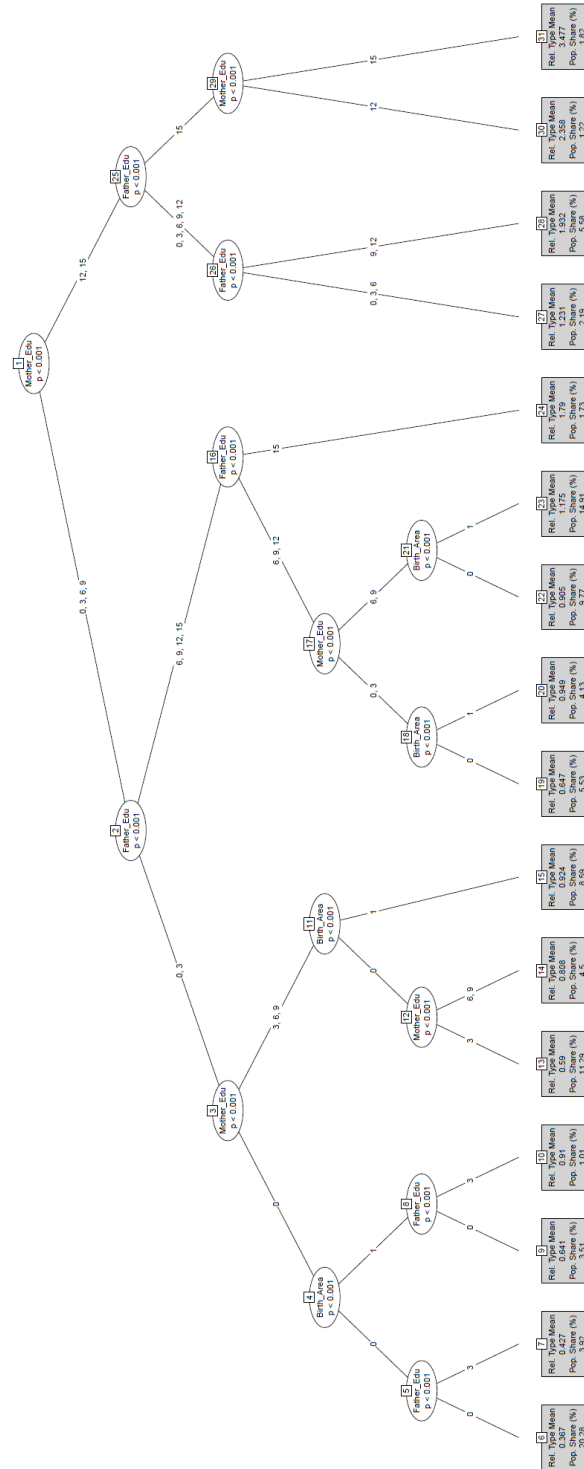 1
Mother_Edu
p < 0.001
0, 3, 6, 9
12, 15
2
Father_Edu
p < 0.001
0, 3
6, 9, 12, 15
3
Mother_Edu
p < 0.001
0
3, 6, 9
4
Birth_Area
p < 0.001
0
1
5
Father_Edu
p < 0.001
0
3
6
Rel. Type Mean
0.367
Pop. Share (%)
20.28
7
Rel. Type Mean
0.427
Pop. Share (%)
3.92
8
Father_Edu
p < 0.001
0
3
9
Rel. Type Mean
0.641
Pop. Share (%)
3.51
10
Rel. Type Mean
0.91
Pop. Share (%)
1.01
11
Birth_Area
p < 0.001
0
1
12
Mother_Edu
p < 0.001
3
6, 9
13
Rel. Type Mean
0.59
Pop. Share (%)
11.29
14
Rel. Type Mean
0.808
Pop. Share (%)
4.5
15
Rel. Type Mean
0.924
Pop. Share (%)
8.59
16
Father_Edu
p < 0.001
6, 9, 12
15
17
Mother_Edu
p < 0.001
0, 3
6, 9
18
Birth_Area
p < 0.001
0
1
19
Rel. Type Mean
0.647
Pop. Share (%)
5.53
20
Rel. Type Mean
0.949
Pop. Share (%)
4.13
21
Birth_Area
p < 0.001
0
1
22
Rel. Type Mean
0.905
Pop. Share (%)
9.77
23
Rel. Type Mean
1.175
Pop. Share (%)
14.91
24
Rel. Type Mean
1.79
Pop. Share (%)
1.73
25
Father_Edu
p < 0.001
0, 3, 6, 9, 12
15
26
Father_Edu
p < 0.001
0, 3, 6
9, 12
27
Rel. Type Mean
1.231
Pop. Share (%)
2.19
28
Rel. Type Mean
1.932
Pop. Share (%)
5.58
29
Mother_Edu
p < 0.001
12
15
30
Rel. Type Mean
2.358
Pop. Share (%)
1.22
31
Rel. Type Mean
3.477
Pop. Share (%)
1.82